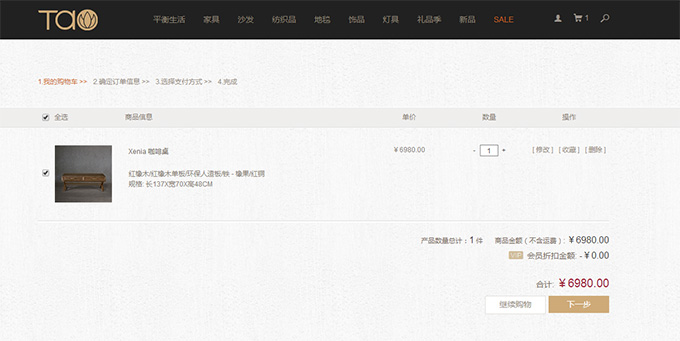 TAO 平衡生活 家具 沙发 纺织品 地毯 饰品 灯具 礼品季 新品 SALE 1
1.我的购物车 >> 2.确定订单信息 >> 3.选择支付方式 >> 4.完成
全选 商品信息 单价 数量 操作
Xenia 咖啡桌 ¥6980.00 - 1 + [ 修改 ] [ 收藏 ] [ 删除 ]
红橡木/红橡木单板/环保人造板/铁 - 橡果/红铜
规格: 长137X宽70X高48CM
产品数量总计：1 件 商品金额（不含运费）: ¥6980.00
VIP 会员折扣金额: -¥0.00
合计: ¥6980.00
继续购物 下一步